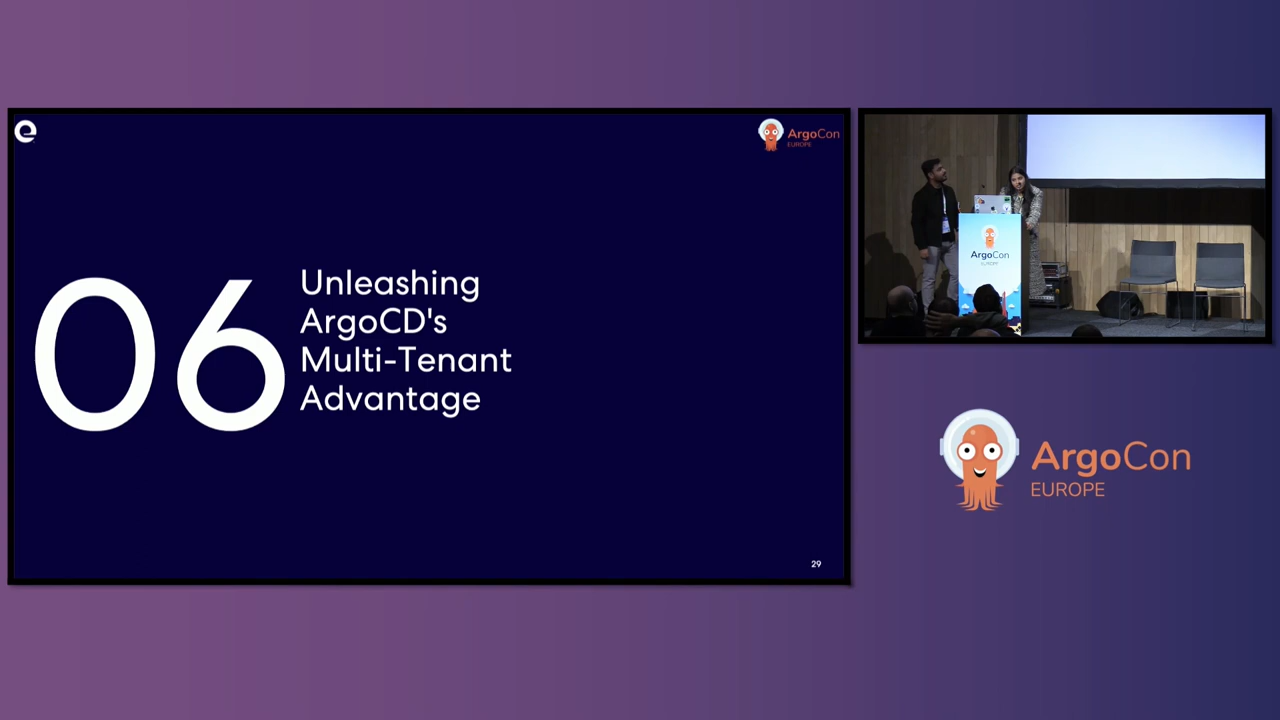 e
ArgoCon
EUROPE
06
Unleashing
ArgoCD's
Multi-Tenant
Advantage
29
ArgoCon
EUROPE
ArgoCon
EUROPE